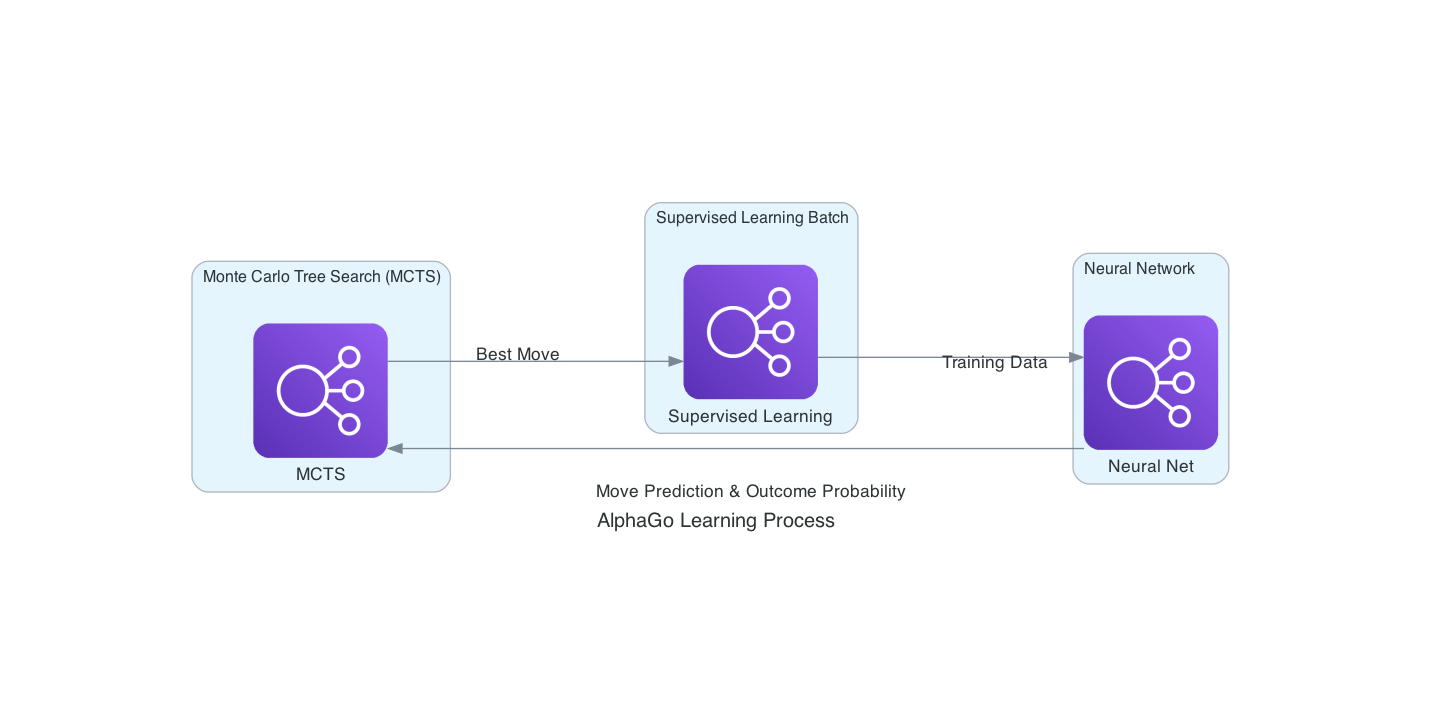 Supervised Learning Batch
Monte Carlo Tree Search (MCTS)
Neural Network
Best Move
Training Data
Supervised Learning
MCTS
Neural Net
Move Prediction & Outcome Probability
AlphaGo Learning Process